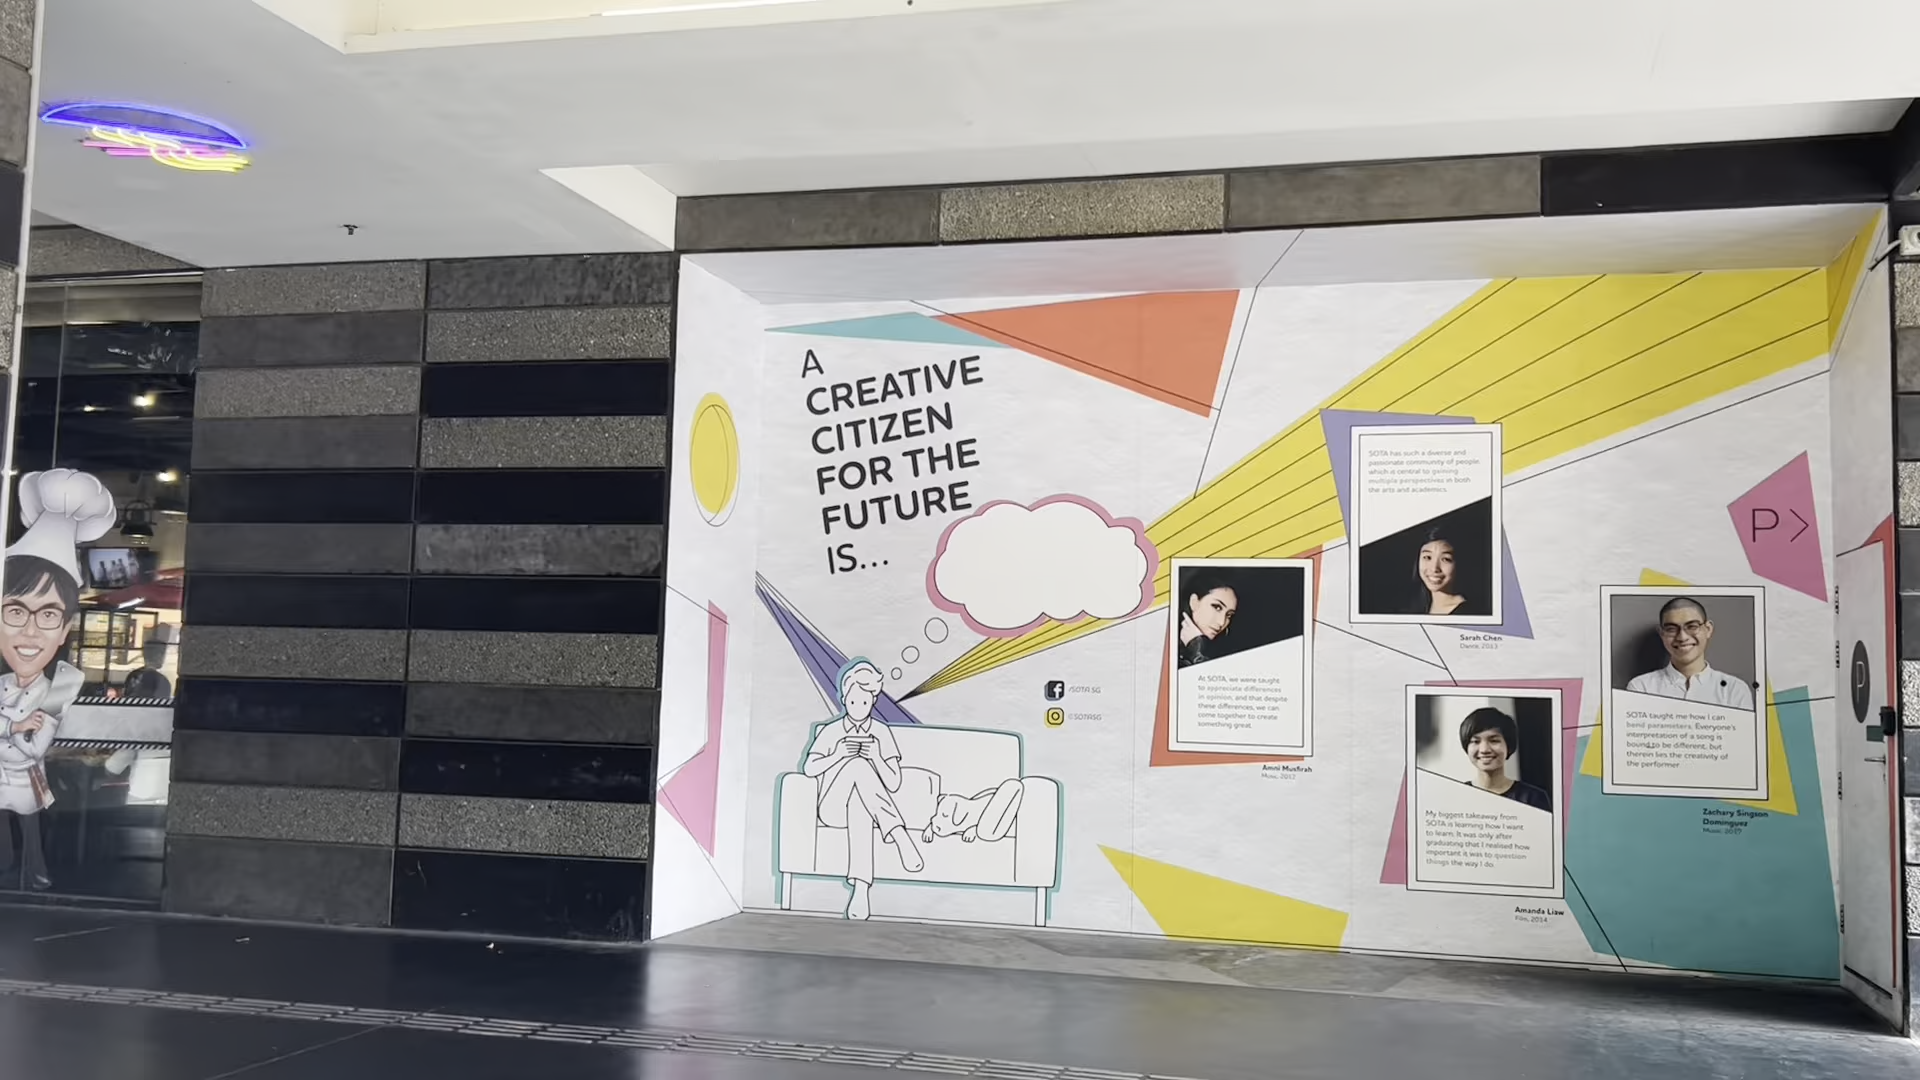 A
CREATIVE
CITIZEN
FOR THE
FUTURE
IS...
/SOTA.SG
@SOTASG
At SOTA, we were taught
to appreciate differences
in opinion, and that despite
these differences, we can
come together to create
something great.
Amni Musfirah
Music, 2012
SOTA has such a diverse and
passionate community of people,
which is central to gaining
multiple perspectives in both
the arts and academics.
Sarah Chen
Dance, 2013
My biggest takeaway from
SOTA is learning how I want
to learn. It was only after
graduating that I realised how
important it was to question
things the way I do.
Amanda Liaw
Film, 2014
SOTA taught me how I can
bend parameters. Everyone's
interpretation of a song is
bound to be different, but
therein lies the creativity of
the performer.
Zachary Singson
Dominguez
Music,
P>
P